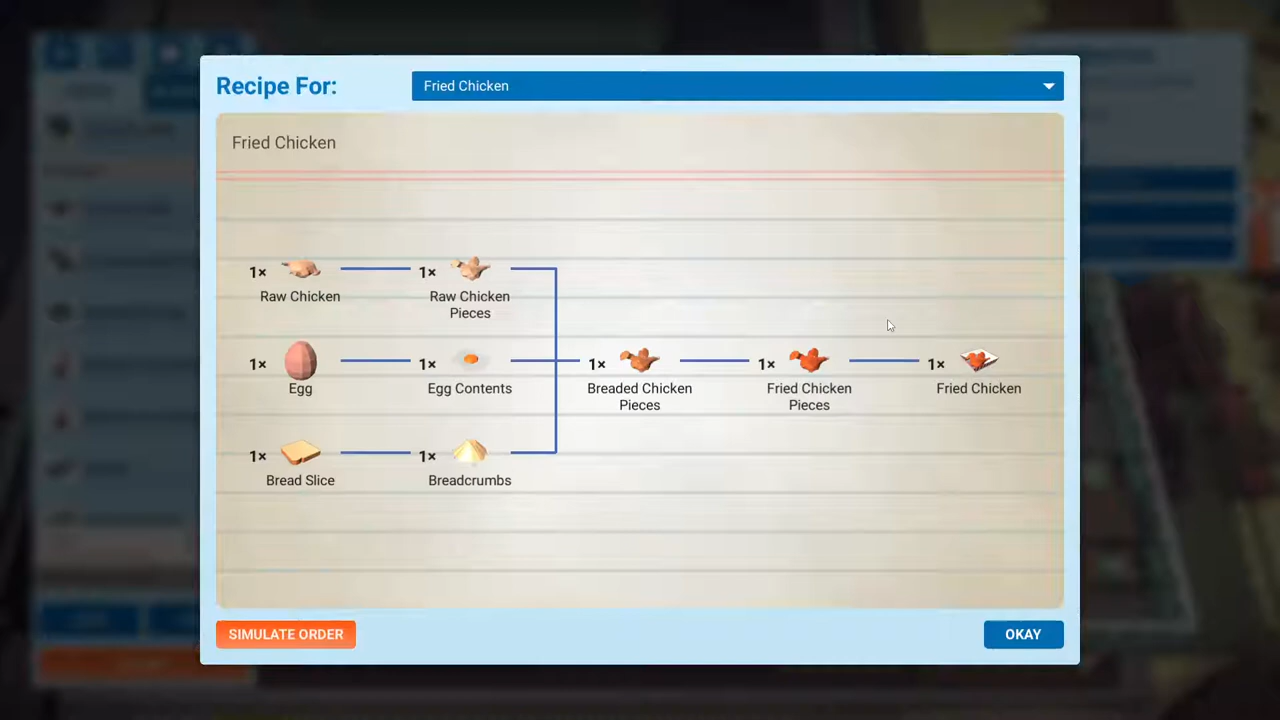 Recipe For:
Fried Chicken
Fried Chicken
1×
Raw Chicken
1×
Raw Chicken
Pieces
1×
Egg
1×
Egg Contents
1×
Breaded Chicken
Pieces
1×
Fried Chicken
Pieces
1×
Fried Chicken
1×
Bread Slice
1×
Breadcrumbs
SIMULATE ORDER
OKAY